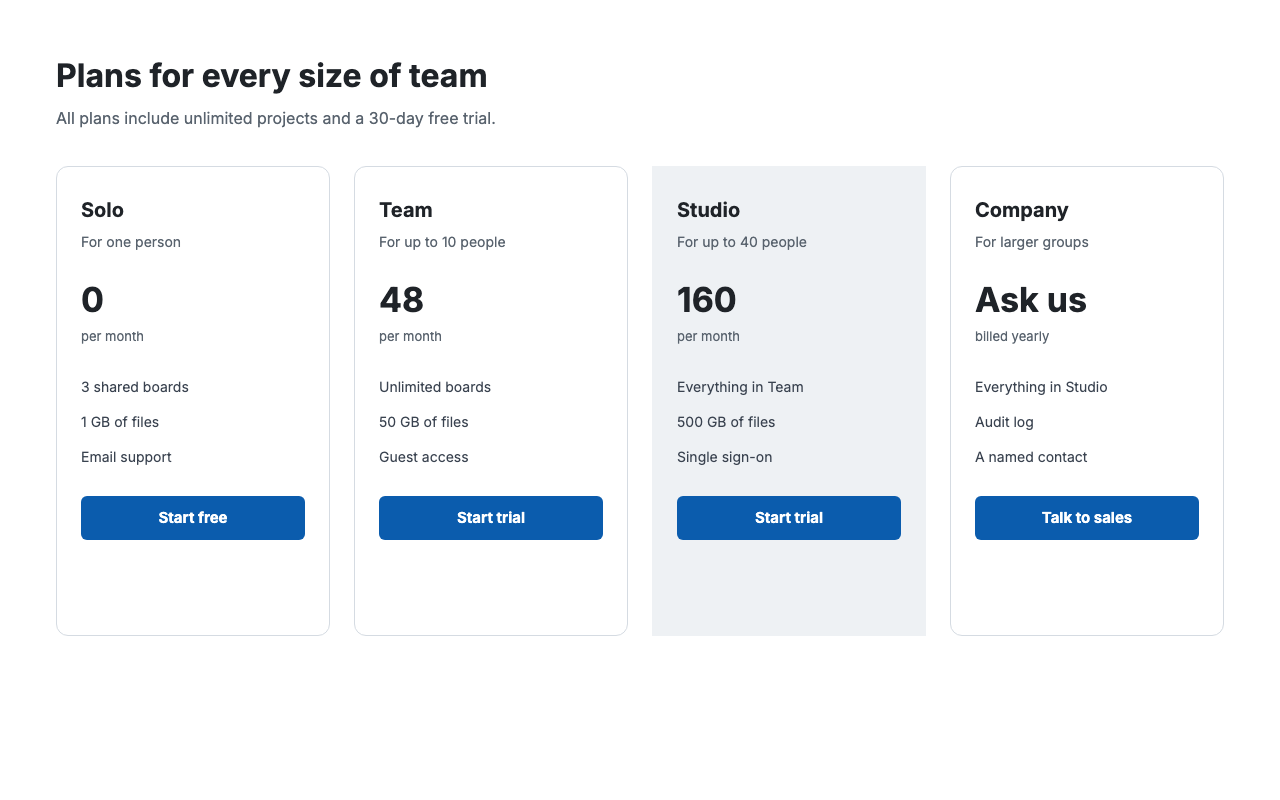 Plans for every size of team
All plans include unlimited projects and a 30-day free trial.
Solo
For one person
0
per month
3 shared boards
1 GB of files
Email support
Start free
Team
For up to 10 people
48
per month
Unlimited boards
50 GB of files
Guest access
Start trial
Studio
For up to 40 people
160
per month
Everything in Team
500 GB of files
Single sign-on
Start trial
Company
For larger groups
Ask us
billed yearly
Everything in Studio
Audit log
A named contact
Talk to sales